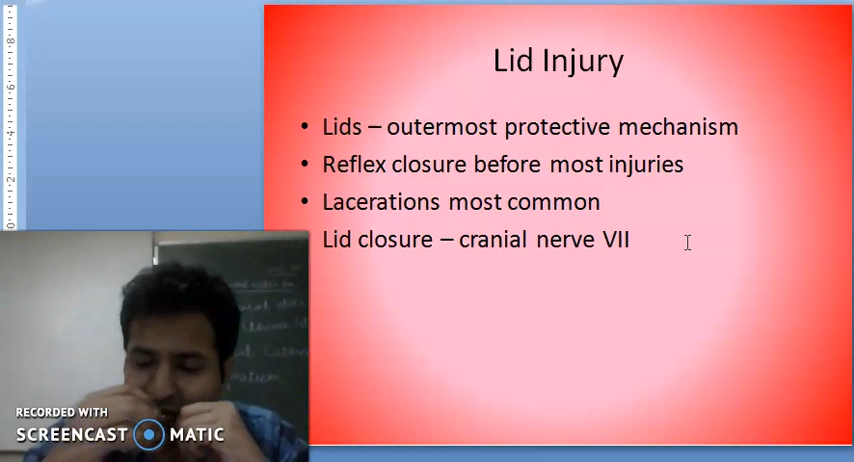 Lid Injury
• Lids – outermost protective mechanism
• Reflex closure before most injuries
• Lacerations most common
Lid closure – cranial nerve VII
RECORDED WITH
SCREENCAST MATIC